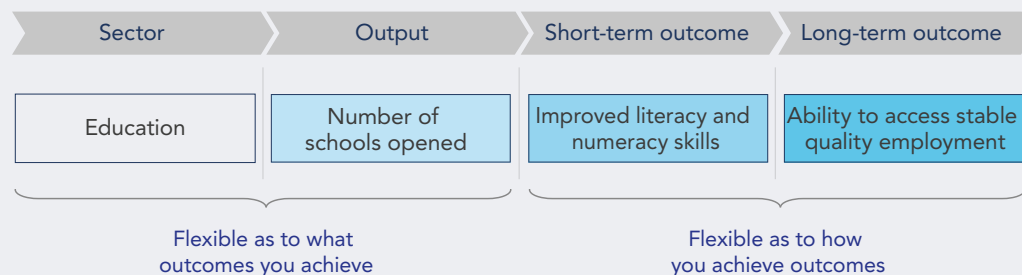 Sector
Output
Short-term outcome
Long-term outcome
Education
Number of
schools opened
Improved literacy and
numeracy skills
Ability to access stable
quality employment
Flexible as to what
outcomes you achieve
Flexible as to how
you achieve outcomes